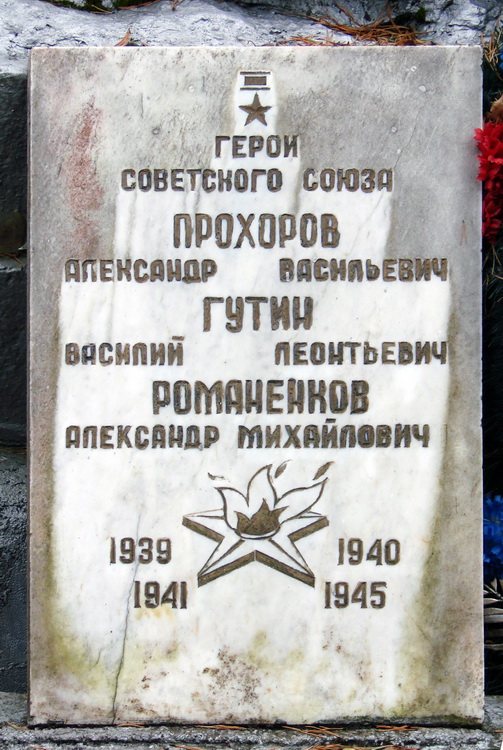 ГЕРОИ
СОВЕТСКОГО СОЮЗА
ПРОХОРОВ
АЛЕКСАНДР ВАСИЛЬЕВИЧ
ГУТИН
ВАСИЛИЙ ЛЕОНТЬЕВИЧ
РОМАНЕНКОВ
АЛЕКСАНДР МИХАЙЛОВИЧ
1939 1940
1941 1945